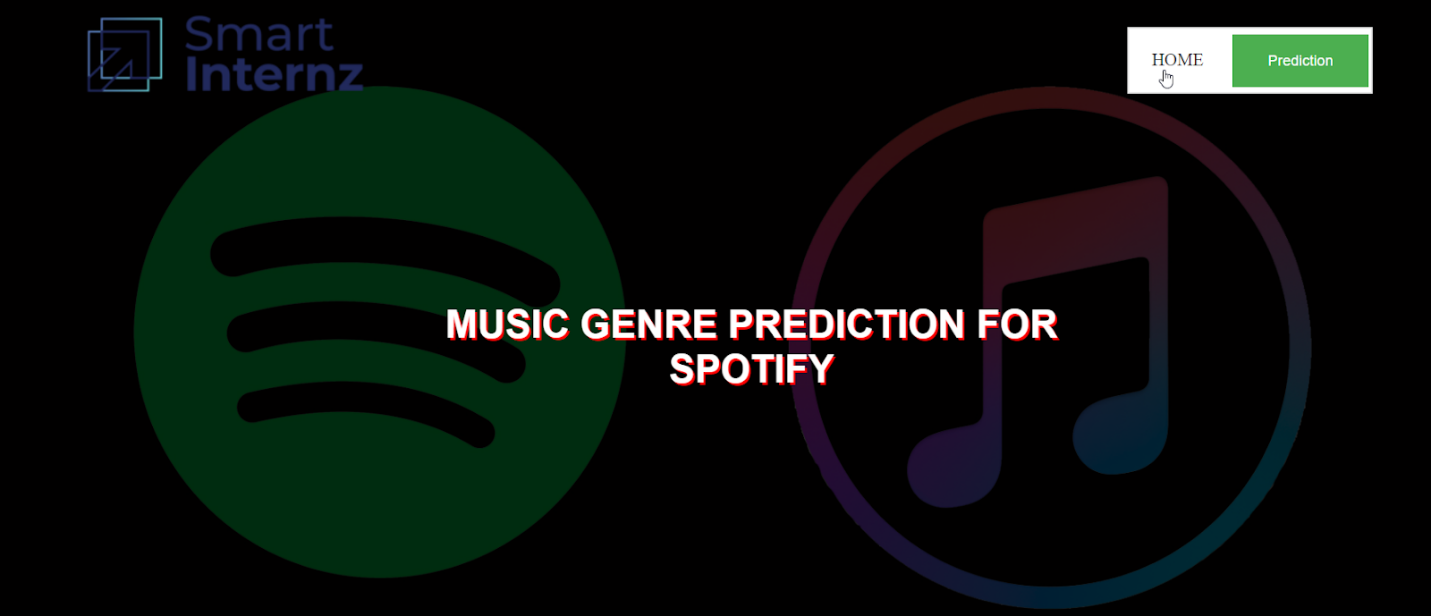 Smart
Internz
HOME
Prediction
MUSIC GENRE PREDICTION FOR
SPOTIFY